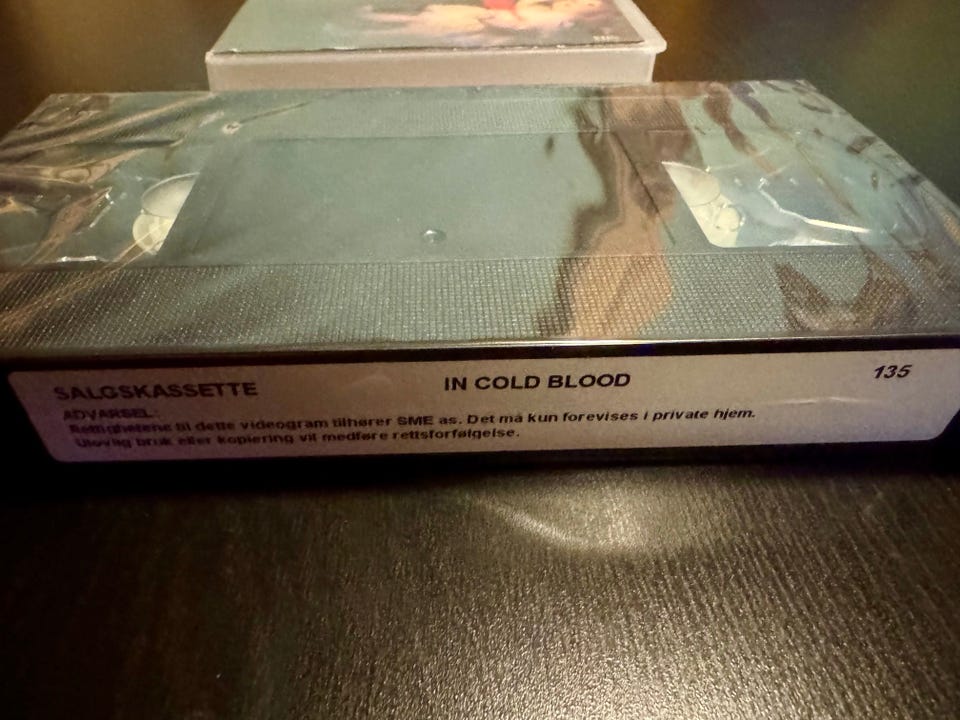 SALGSKASSETTE
IN COLD BLOOD
135
ADVARSEL:
Rettighetene til dette videogram tilhører SME as. Det må kun forevises i private hjem.
Ulovlig bruk eller kopiering vil medføre rettsforfølgelse.